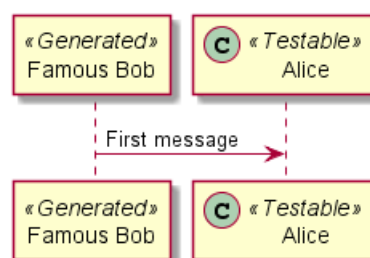 «Generated» C «Testable»
Famous Bob Alice
First message
«Generated» C «Testable»
Famous Bob Alice